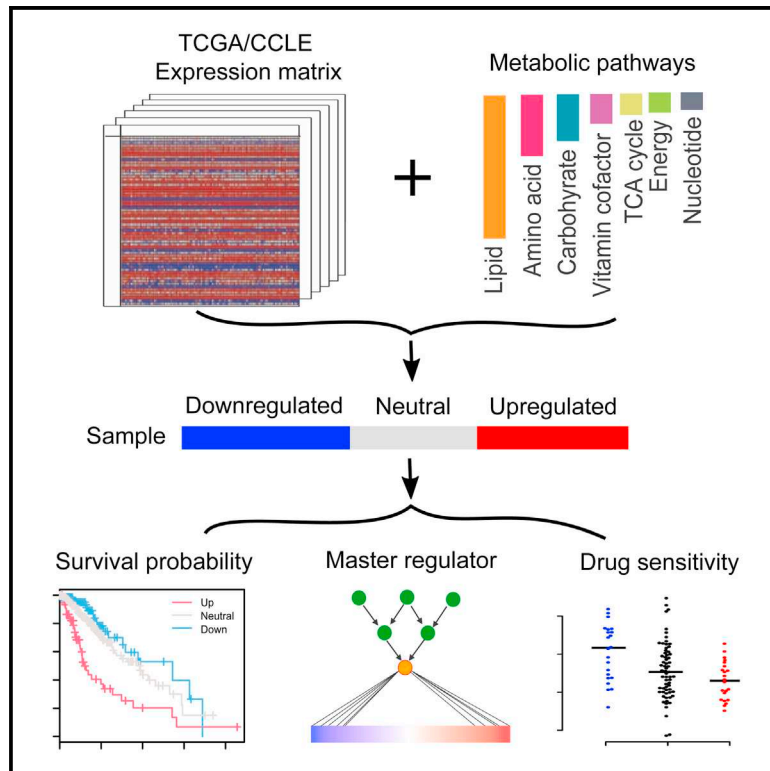 TCGA/CCLE
Expression matrix
Metabolic pathways
Lipid
Amino acid
Carbohyrate
Vitamin cofactor
TCA cycle
Energy
Nucleotide
Downregulated Neutral Upregulated
Sample
Survival probability
Up
Neutral
Down
Master regulator
Drug sensitivity